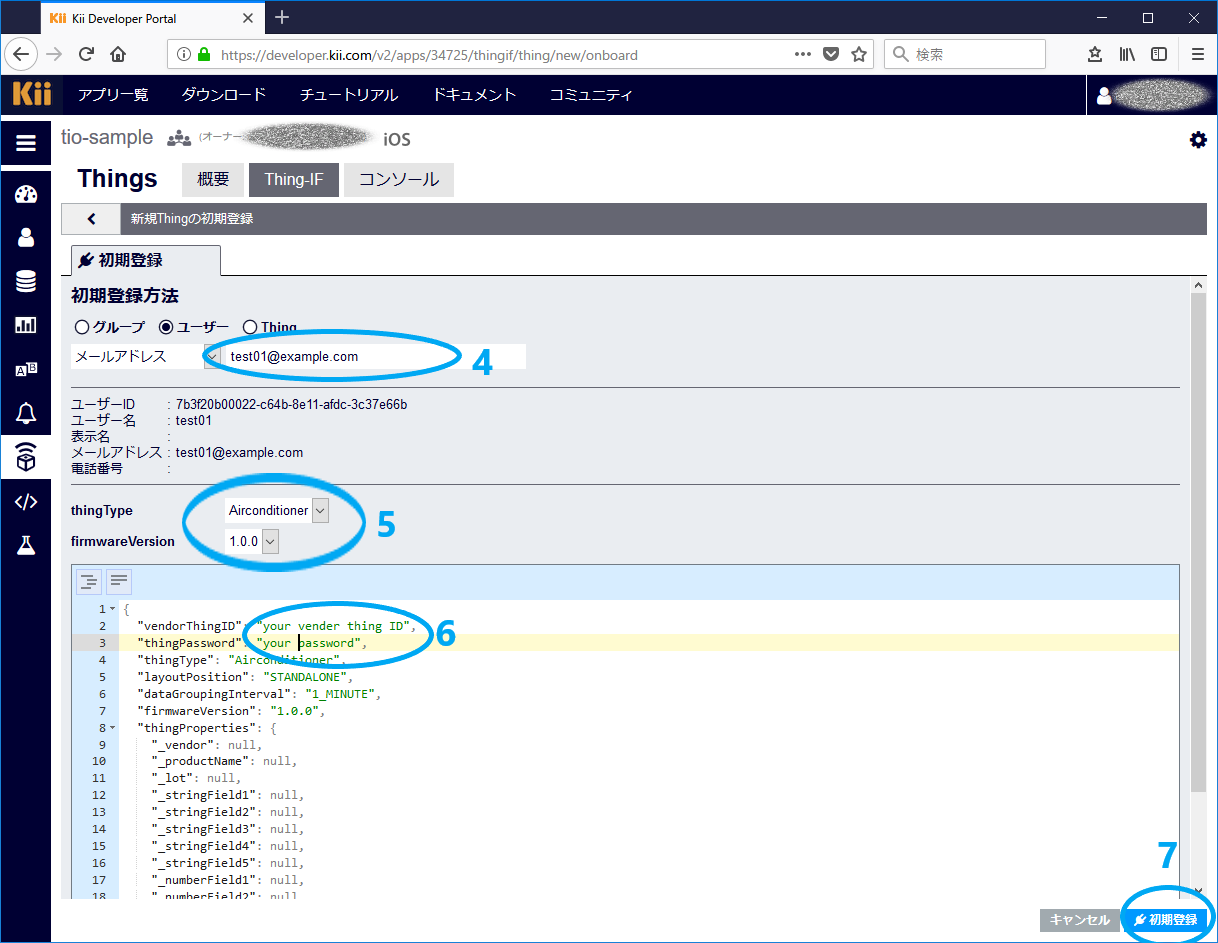 Kii Kii Developer Portal
https://developer.kii.com/v2/apps/34725/thingif/thing/new/onboard
検索
Kii アプリ一覧 ダウンロード チュートリアル ドキュメント コミュニティ
tio-sample (オーナー iOS
Things 概要 Thing-IF コンソール
新規Thingの初期登録
初期登録
初期登録方法
グループ ユーザー Thing
メールアドレス test01@example.com 4
ユーザーID : 7b3f20b00022-c64b-8e11-afdc-3c37e66b
ユーザー名 : test01
表示名 :
メールアドレス : test01@example.com
電話番号 :
thingType Airconditioner
5
firmwareVersion 1.0.0
1 {
2 "vendorThingID": "your vender thing ID",
6
3 "thingPassword": "your password",
4 "thingType": "Airconditioner",
5 "layoutPosition": "STANDALONE",
6 "dataGroupingInterval": "1_MINUTE",
7 "firmwareVersion": "1.0.0",
8 "thingProperties": {
9 "_vendor": null,
10 "_productName": null,
11 "_lot": null,
12 "_stringField1": null,
13 "_stringField2": null,
14 "_stringField3": null,
15 "_stringField4": null,
16 "_stringField5": null,
17 "_numberField1": null,
18 "_numberField2": null
7
キャンセル 初期登録